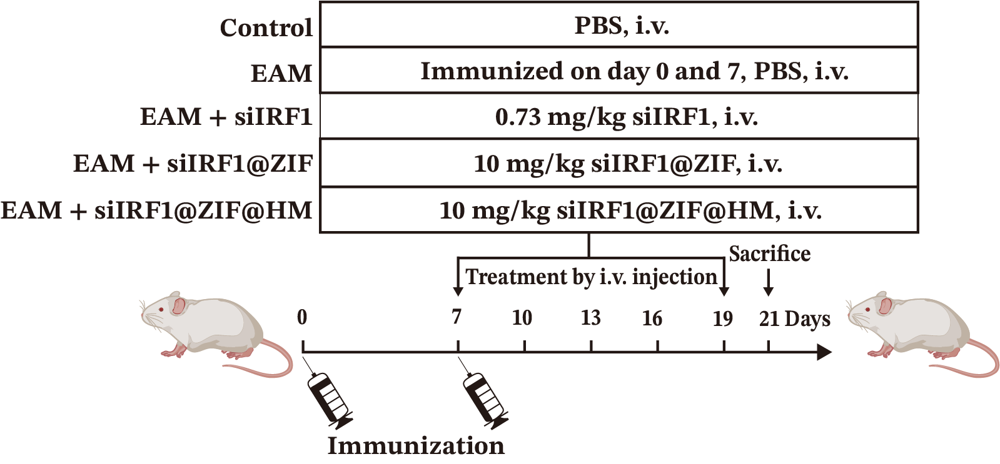 Control
PBS, i.v.
EAM
Immunized on day 0 and 7, PBS, i.v.
EAM + siIRF1
0.73 mg/kg siIRF1, i.v.
EAM + siIRF1@ZIF
10 mg/kg siIRF1@ZIF, i.v.
EAM + siIRF1@ZIF@HM
10 mg/kg siIRF1@ZIF@HM, i.v.
Sacrifice
Treatment by i.v. injection
0 7 10 13 16 19 21 Days
Immunization